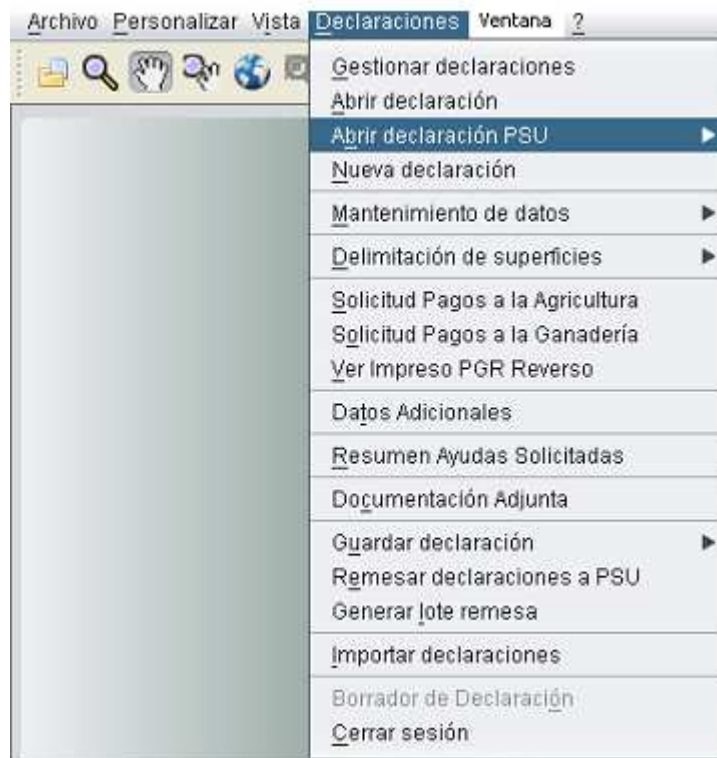 Archivo Personalizar Vista Declaraciones Ventana ?
Gestionar declaraciones
Abrir declaración
Abrir declaración PSU
Nueva declaración
Mantenimiento de datos
Delimitación de superficies
Solicitud Pagos a la Agricultura
Solicitud Pagos a la Ganadería
Ver Impreso PGR Reverso
Datos Adicionales
Resumen Ayudas Solicitadas
Documentación Adjunta
Guardar declaración
Remesar declaraciones a PSU
Generar lote remesa
Importar declaraciones
Borrador de Declaración
Cerrar sesión